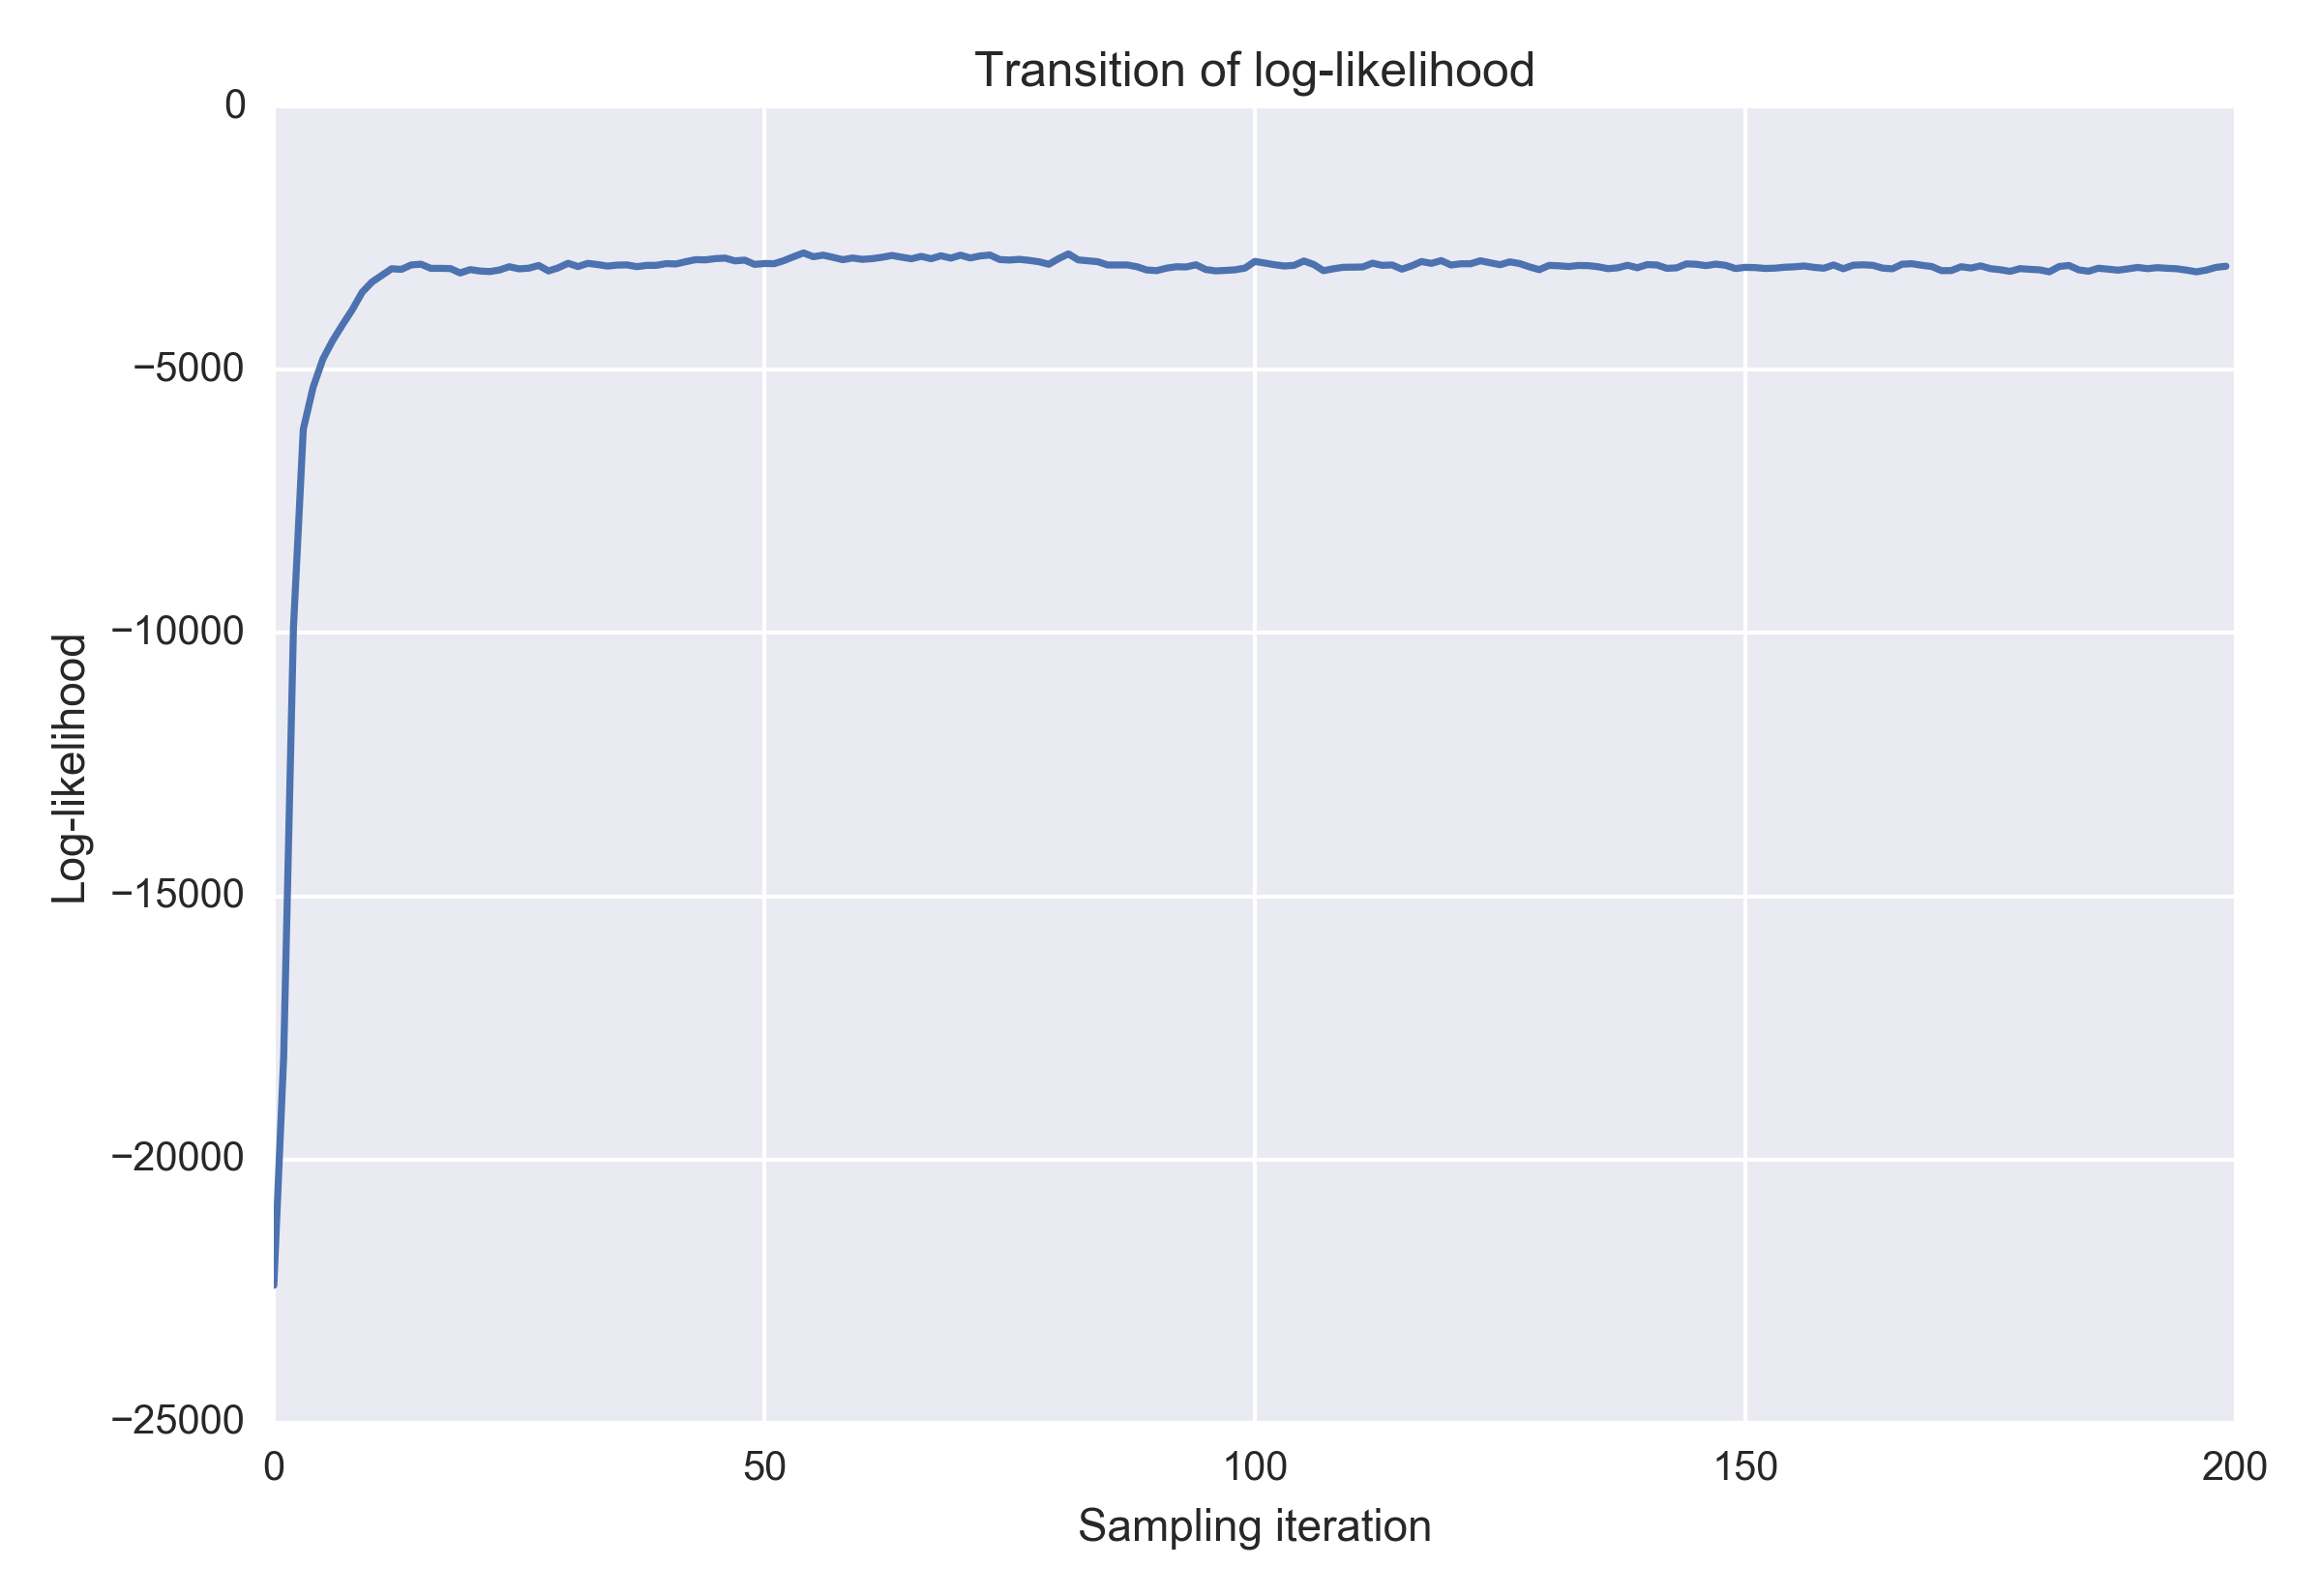 Transition of log-likelihood
0
−5000
−10000
−15000
−20000
−25000
Log-likelihood
0 50 100 150 200
Sampling iteration